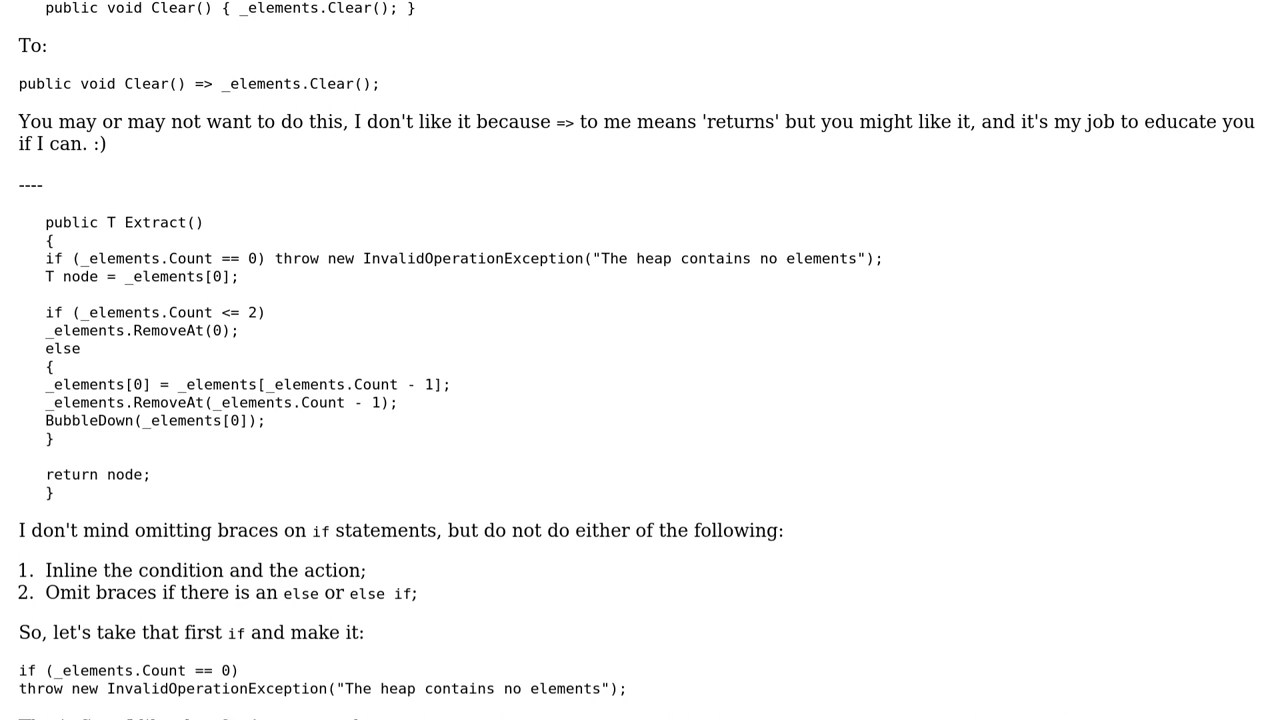 public void Clear() { _elements.Clear(); }
To:
public void Clear() => _elements.Clear();
You may or may not want to do this, I don't like it because => to me means 'returns' but you might like it, and it's my job to educate you
if I can. :)
----
public T Extract()
{
if (_elements.Count == 0) throw new InvalidOperationException("The heap contains no elements");
T node = _elements[0];
if (_elements.Count <= 2)
_elements.RemoveAt(0);
else
{
_elements[0] = _elements[_elements.Count - 1];
_elements.RemoveAt(_elements.Count - 1);
BubbleDown(_elements[0]);
}
return node;
}
I don't mind omitting braces on if statements, but do not do either of the following:
1. Inline the condition and the action;
2. Omit braces if there is an else or else if;
So, let's take that first if and make it:
if (_elements.Count == 0)
throw new InvalidOperationException("The heap contains no elements");